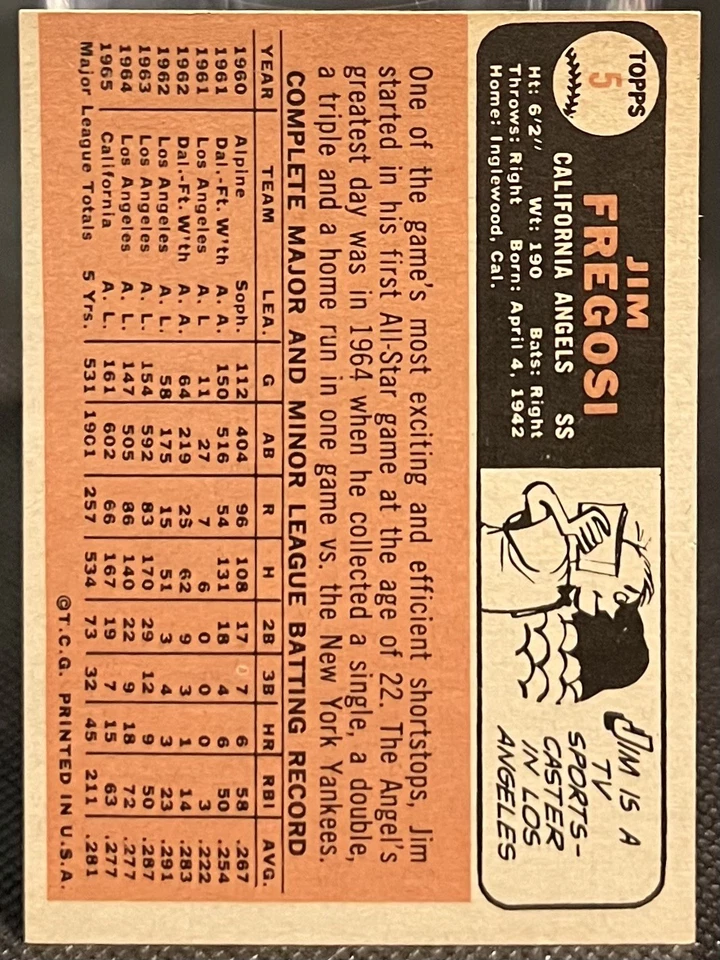 TOPPS
5
JIM
FREGOSI
CALIFORNIA ANGELS SS
Ht: 6'2" Wt: 190 Bats: Right
Throws: Right Born: April 4, 1942
Home: Inglewood, Cal.
JIM IS A
TV
SPORTS-
CASTER
IN LOS
ANGELES
One of the game's most exciting and efficient shortstops, Jim
started in his first All-Star game at the age of 22. The Angel's
greatest day was in 1964 when he collected a single, a double,
a triple and a home run in one game vs. the New York Yankees.
COMPLETE MAJOR AND MINOR LEAGUE BATTING RECORD
YEAR TEAM LEA. G AB R H 2B 3B HR RBI AVG.
1960 Alpine Soph. 112 404 96 108 17 7 6 58 .267
1961 Dal.-Ft. W'th A. A. 150 516 54 131 18 4 6 50 .254
1961 Los Angeles A. L 11 27 7 6 0 0 0 3 .222
1962 Dal.-Ft. W'th A. A. 64 219 25 62 9 3 1 14 .283
1962 Los Angeles A. L. 58 175 15 51 3 4 3 23 .291
1963 Los Angeles A. L. 154 592 83 170 29 12 9 50 .287
1964 Los Angeles A. L. 147 505 86 140 22 9 18 72 .277
1965 California A. L. 161 602 66 167 19 7 15 63 .277
Major League Totals 5 Yrs. 531 1901 257 534 73 32 45 211 .281
©T.C.G. PRINTED IN U.S.A.